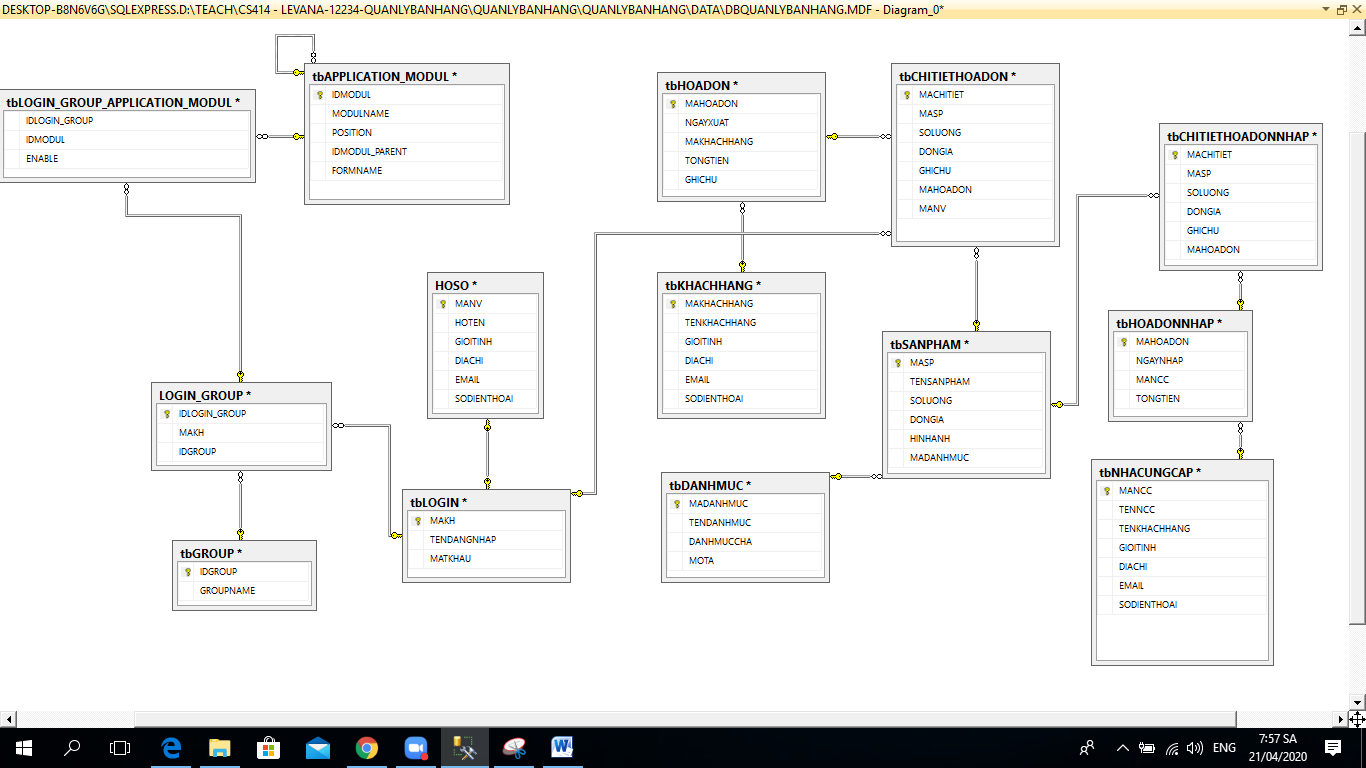 DESKTOP-B8N6V6G\SQLEXPRESS.D:\TEACH\CS414 - LEVANA-12234-QUANLYBANHANG\QUANLYBANHANG\QUANLYBANHANG\DATA\DBQUANLYBANHANG.MDF - Diagram_0*
tbLOGIN_GROUP_APPLICATION_MODUL *
IDLOGIN_GROUP
IDMODUL
ENABLE
tbAPPLICATION_MODUL *
IDMODUL
MODULNAME
POSITION
IDMODUL_PARENT
FORMNAME
tbHOADON *
MAHOADON
NGAYXUAT
MAKHACHHANG
TONGTIEN
GHICHU
tbCHITIETHOADON *
MACHITIET
MASP
SOLUONG
DONGIA
GHICHU
MAHOADON
MANV
tbCHITIETHOADONNHAP *
MACHITIET
MASP
SOLUONG
DONGIA
GHICHU
MAHOADON
HOSO *
MANV
HOTEN
GIOITINH
DIACHI
EMAIL
SODIENTHOAI
tbKHACHHANG *
MAKHACHHANG
TENKHACHHANG
GIOITINH
DIACHI
EMAIL
SODIENTHOAI
tbSANPHAM *
MASP
TENSANPHAM
SOLUONG
DONGIA
HINHANH
MADANHMUC
tbHOADONNHAP *
MAHOADON
NGAYNHAP
MANCC
TONGTIEN
LOGIN_GROUP *
IDLOGIN_GROUP
MAKH
IDGROUP
tbLOGIN *
MAKH
TENDANGNHAP
MATKHAU
tbDANHMUC *
MADANHMUC
TENDANHMUC
DANHMUCCHA
MOTA
tbNHACUNGCAP *
MANCC
TENNCC
TENKHACHHANG
GIOITINH
DIACHI
EMAIL
SODIENTHOAI
tbGROUP *
IDGROUP
GROUPNAME
ENG
7:57 SA
21/04/2020